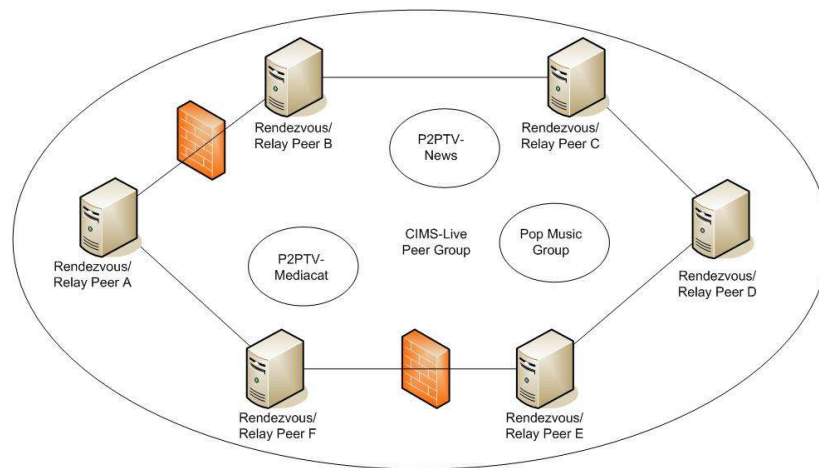 Rendezvous/
Relay Peer B
Rendezvous/
Relay Peer C
P2PTV-
News
CIMS-Live
Peer Group
Pop Music
Group
P2PTV-
Mediacat
Rendezvous/
Relay Peer A
Rendezvous/
Relay Peer D
Rendezvous/
Relay Peer F
Rendezvous/
Relay Peer E